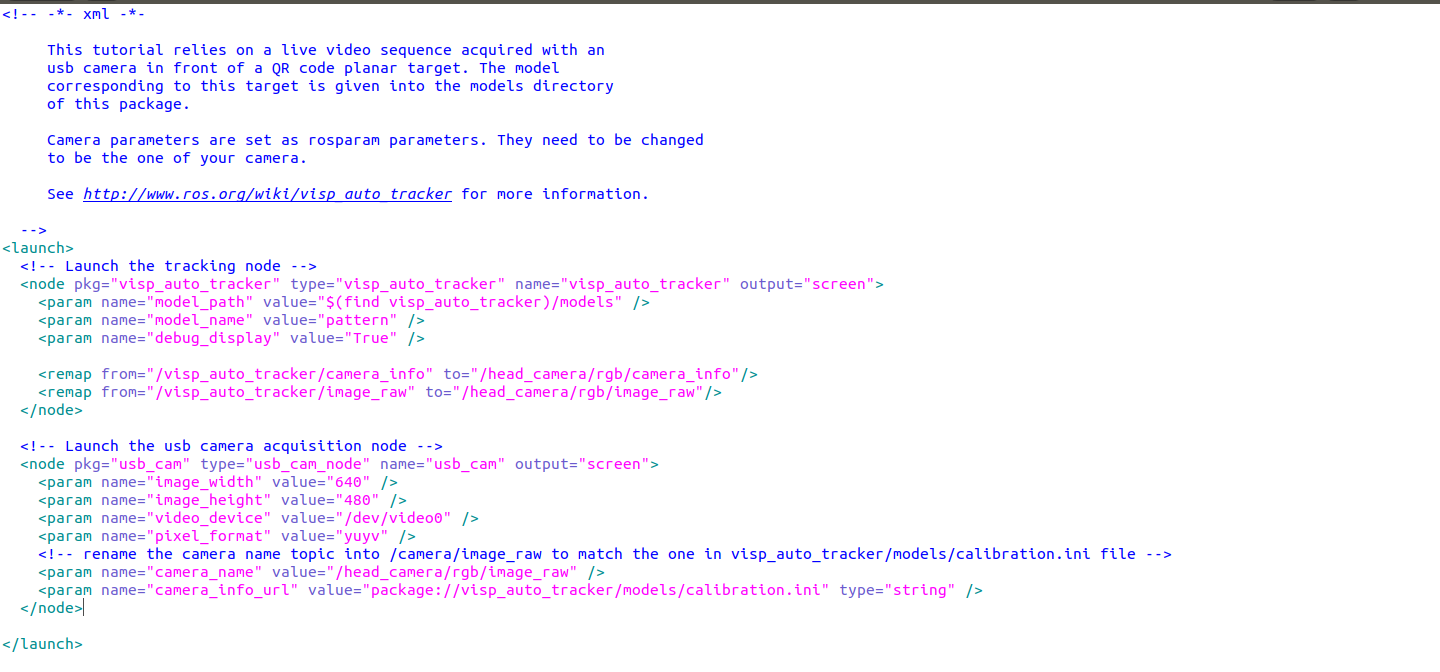 <!-- -*- xml -*-
This tutorial relies on a live video sequence acquired with an
usb camera in front of a QR code planar target. The model
corresponding to this target is given into the models directory
of this package.
Camera parameters are set as rosparam parameters. They need to be changed
to be the one of your camera.
See http://www.ros.org/wiki/visp_auto_tracker for more information.
-->
<launch>
<!-- Launch the tracking node -->
<node pkg="visp_auto_tracker" type="visp_auto_tracker" name="visp_auto_tracker" output="screen">
<param name="model_path" value="$(find visp_auto_tracker)/models" />
<param name="model_name" value="pattern" />
<param name="debug_display" value="True" />
<remap from="/visp_auto_tracker/camera_info" to="/head_camera/rgb/camera_info"/>
<remap from="/visp_auto_tracker/image_raw" to="/head_camera/rgb/image_raw"/>
</node>
<!-- Launch the usb camera acquisition node -->
<node pkg="usb_cam" type="usb_cam_node" name="usb_cam" output="screen">
<param name="image_width" value="640" />
<param name="image_height" value="480" />
<param name="video_device" value="/dev/video0" />
<param name="pixel_format" value="yuyv" />
<!-- rename the camera name topic into /camera/image_raw to match the one in visp_auto_tracker/models/calibration.ini file -->
<param name="camera_name" value="/head_camera/rgb/image_raw" />
<param name="camera_info_url" value="package://visp_auto_tracker/models/calibration.ini" type="string" />
</node>
</launch>